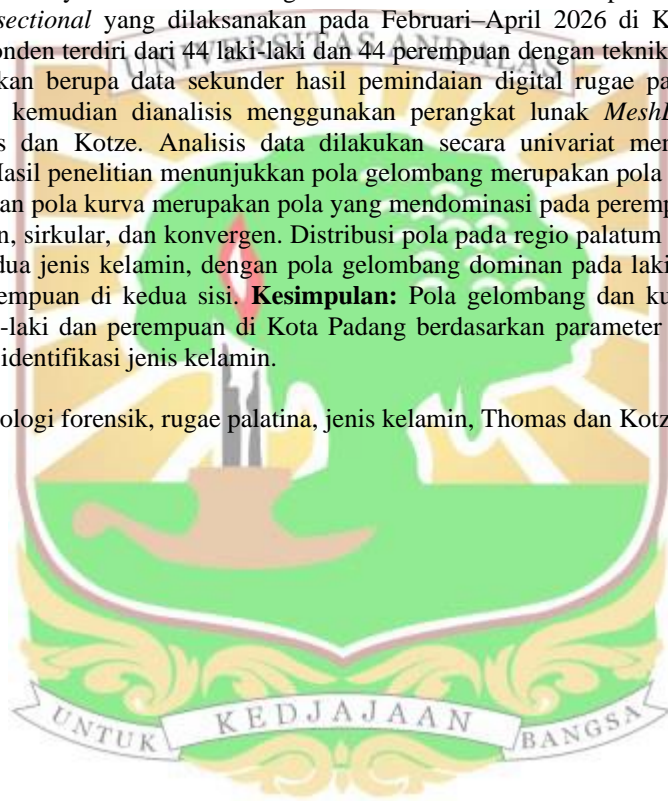 sectional yang dilaksanakan pada Februari–April 2026 di K
onden terdiri dari 44 laki-laki dan 44 perempuan dengan teknik
UNIVERSITAS ANDALAS
kan berupa data sekunder hasil pemindaian digital rugae pa
kemudian dianalisis menggunakan perangkat lunak MeshL
s dan Kotze. Analisis data dilakukan secara univariat men
Hasil penelitian menunjukkan pola gelombang merupakan pola
an pola kurva merupakan pola yang mendominasi pada peremp
n, sirkular, dan konvergen. Distribusi pola pada regio palatum
dua jenis kelamin, dengan pola gelombang dominan pada laki
empuan di kedua sisi. Kesimpulan: Pola gelombang dan ku
-laki dan perempuan di Kota Padang berdasarkan parameter
identifikasi jenis kelamin.
ologi forensik, rugae palatina, jenis kelamin, Thomas dan Kotz
UNTUK KEDJAJAAN BANGSA